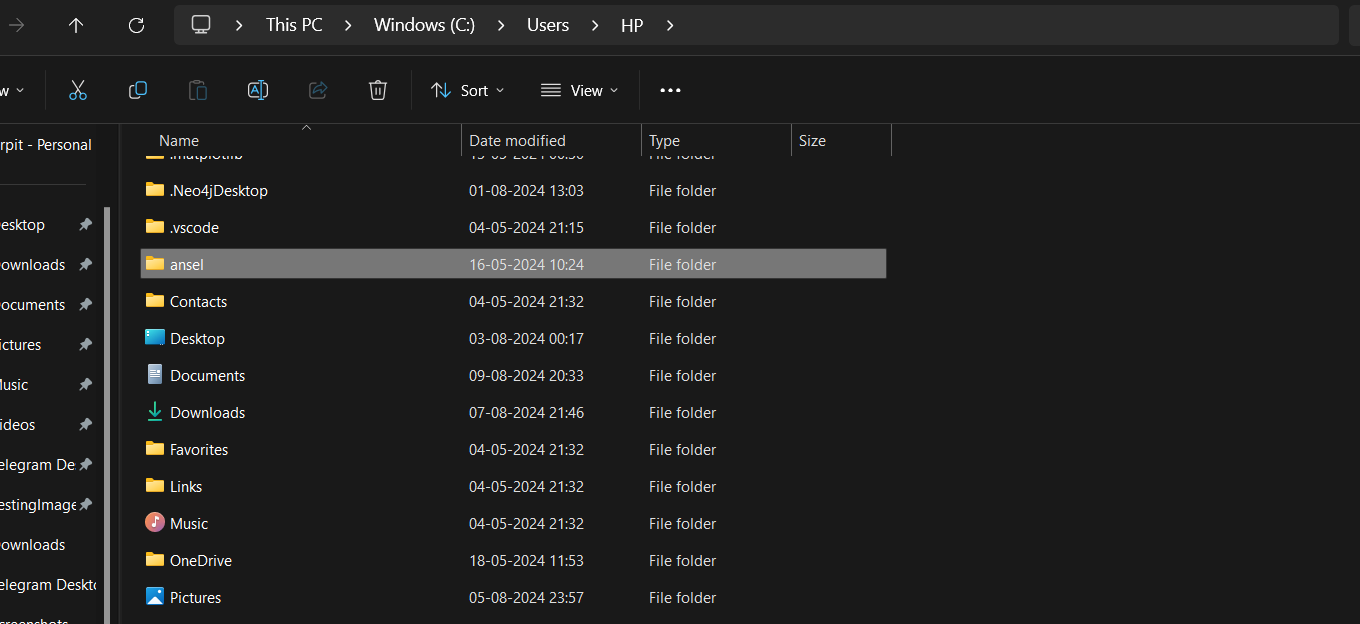 This PC > Windows (C:) > Users > HP >
w
Sort
View
rpit - Personal
Name Date modified Type Size
.Neo4jDesktop 01-08-2024 13:03 File folder
.vscode 04-05-2024 21:15 File folder
esktop
ansel 16-05-2024 10:24 File folder
ownloads
Contacts 04-05-2024 21:32 File folder
ocuments
Desktop 03-08-2024 00:17 File folder
ictures
Documents 09-08-2024 20:33 File folder
usic
Downloads 07-08-2024 21:46 File folder
ideos
Favorites 04-05-2024 21:32 File folder
elegram De
Links 04-05-2024 21:32 File folder
estingImage
Music 04-05-2024 21:32 File folder
ownloads
OneDrive 18-05-2024 11:53 File folder
elegram Deskto
Pictures 05-08-2024 23:57 File folder